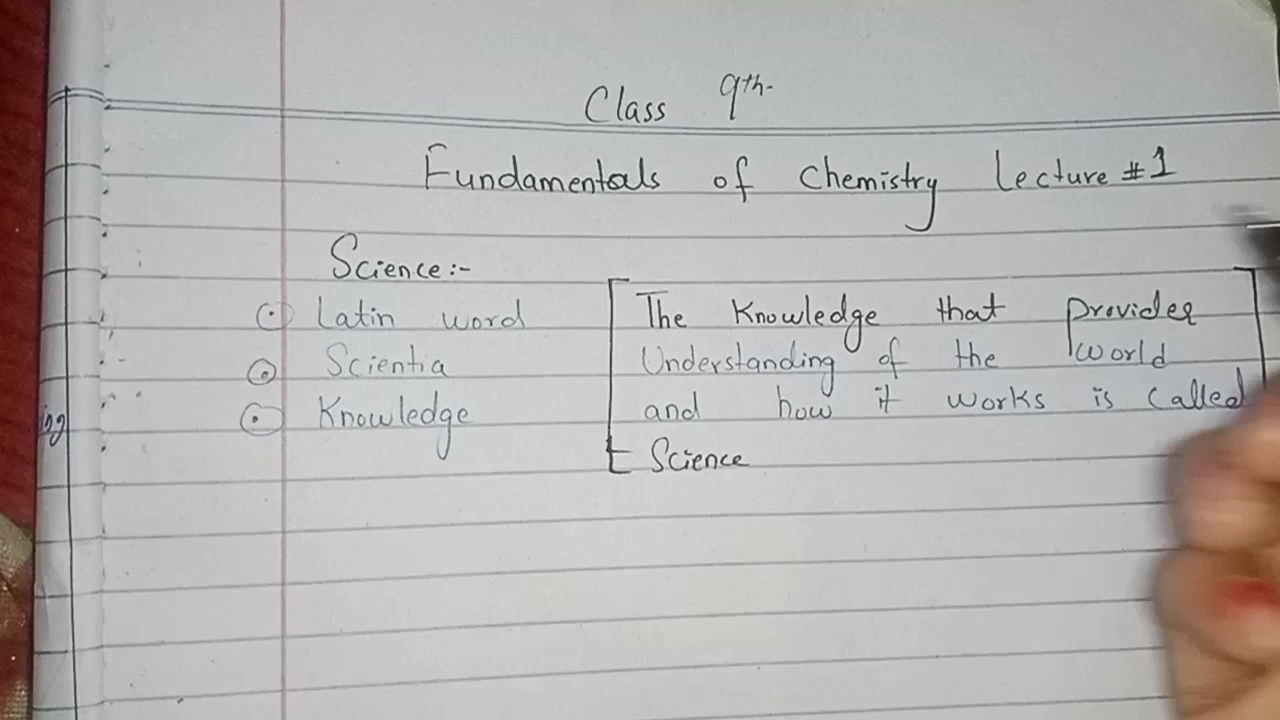 Class 9th-
Fundamentals of Chemistry Lecture #1
Science:-
Latin word
Scientia
Knowledge
The Knowledge that provides
Understanding of the world
and how it works is called
Science